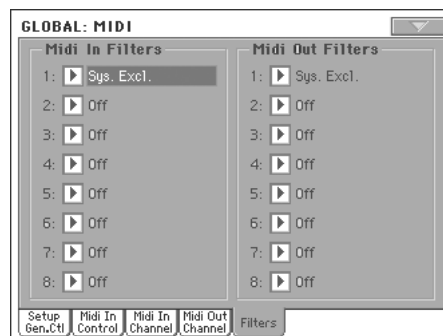 GLOBAL: MIDI
Midi In Filters
1: Sys. Excl.
2: Off
3: Off
4: Off
5: Off
6: Off
7: Off
8: Off
Midi Out Filters
1: Sys. Excl.
2: Off
3: Off
4: Off
5: Off
6: Off
7: Off
8: Off
Setup Gen.Ctl
Midi In Control
Midi In Channel
Midi Out Channel
Filters